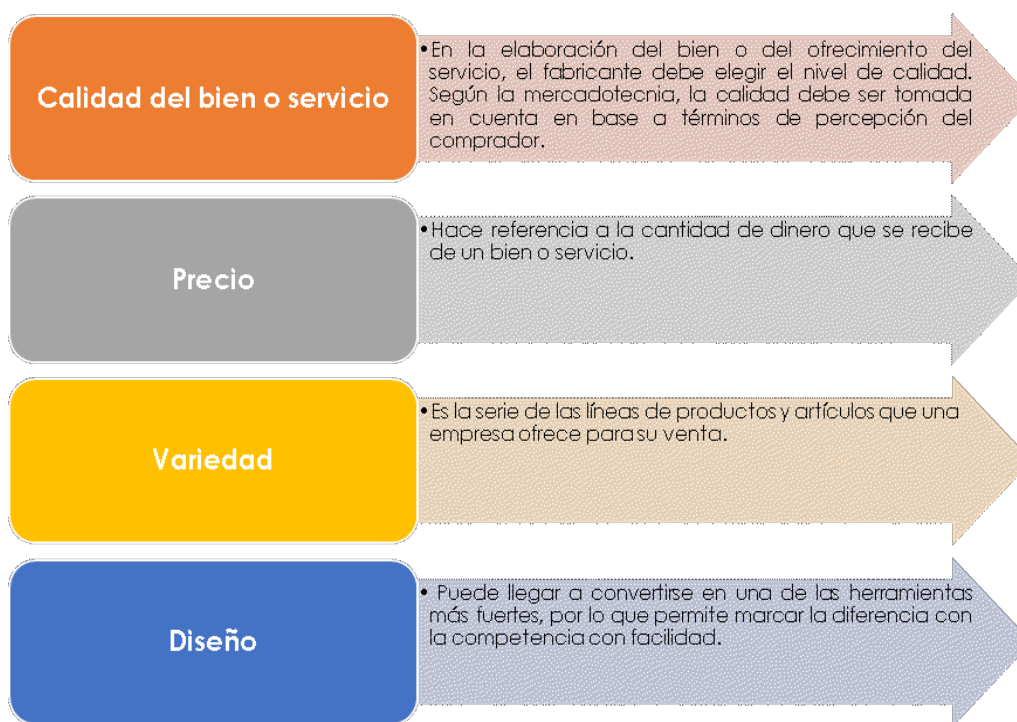 Calidad del bien o servicio
•En la elaboración del bien o del ofrecimiento del
servicio, el fabricante debe elegir el nivel de calidad.
Según la mercadotecnia, la calidad debe ser tomada
en cuenta en base a términos de percepción del
comprador.
Precio
•Hace referencia a la cantidad de dinero que se recibe
de un bien o servicio.
Variedad
•Es la serie de las líneas de productos y artículos que una
empresa ofrece para su venta.
Diseño
• Puede llegar a convertirse en una de las herramientas
más fuertes, por lo que permite marcar la diferencia con
la competencia con facilidad.